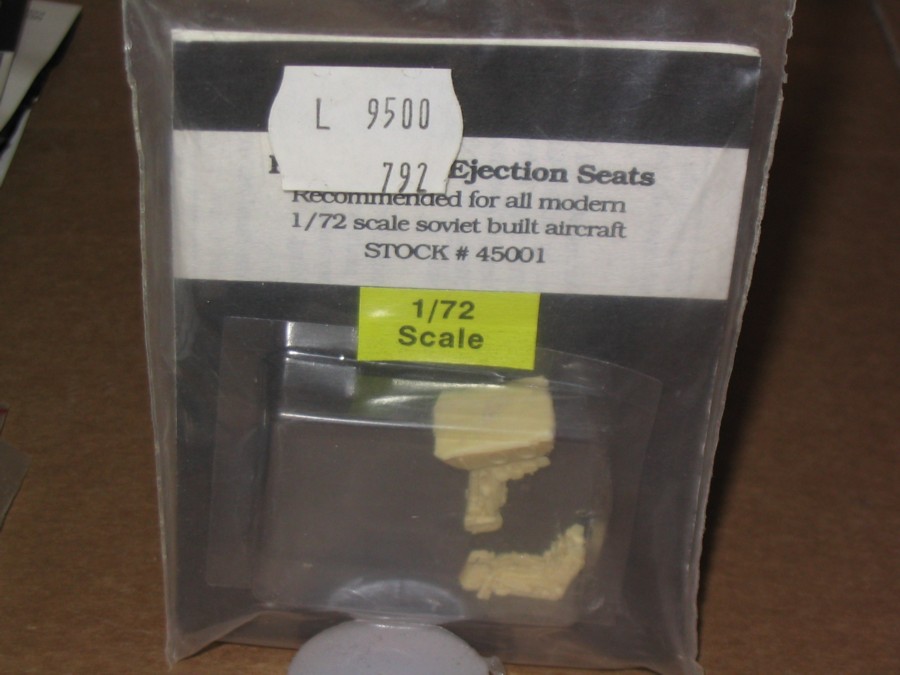 L 9500
792
Ejection Seats
Recommended for all modern
1/72 scale soviet built aircraft
STOCK # 45001
1/72
Scale